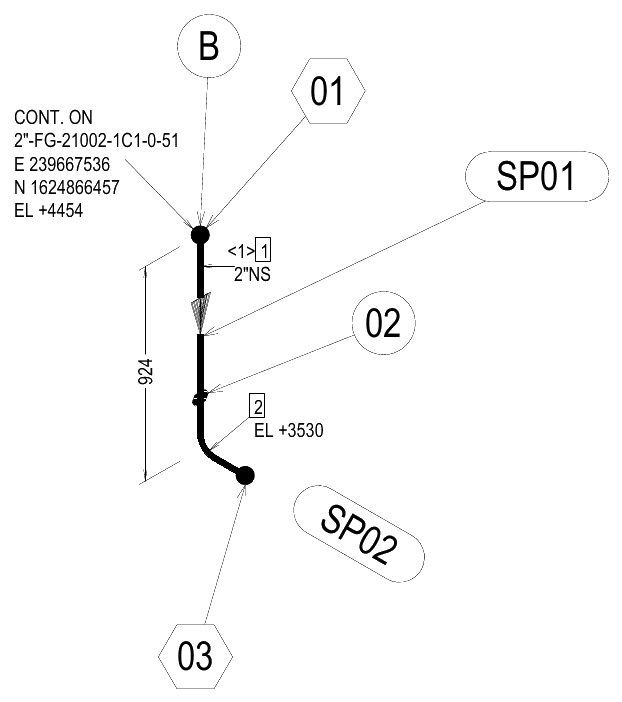 B
01
CONT. ON
2"-FG-21002-1C1-0-51
E 239667536
N 1624866457
EL +4454
SP01
<1> 1
2"NS
02
924
2
EL +3530
SP02
03